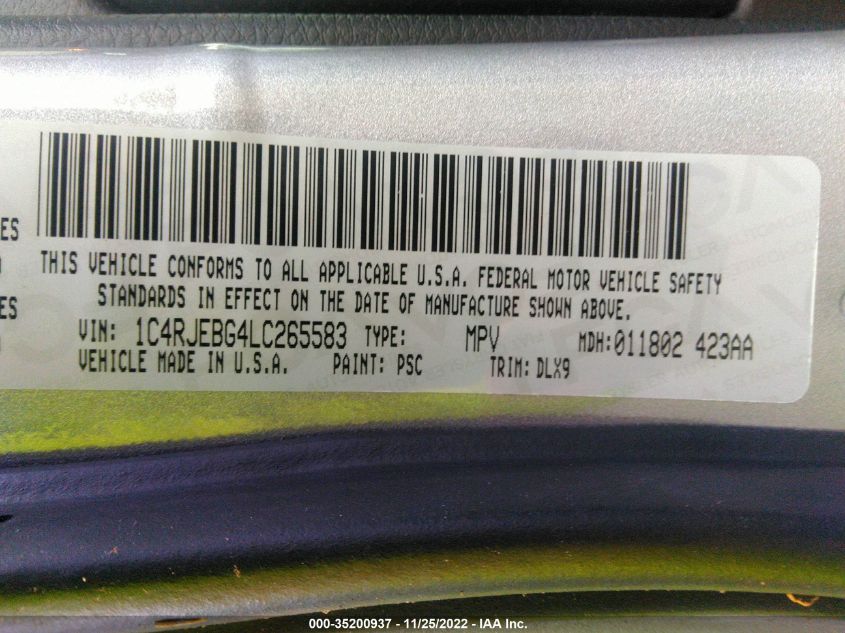 ES
ES
THIS VEHICLE CONFORMS TO ALL APPLICABLE U.S.A. FEDERAL MOTOR VEHICLE SAFETY
STANDARDS IN EFFECT ON THE DATE OF MANUFACTURE SHOWN ABOVE.
VIN: 1C4RJEBG4LC265583 TYPE: MPV MDH:011802 423AA
VEHICLE MADE IN U.S.A. PAINT: PSC TRIM: DLX9
000-35200937 - 11/25/2022 - IAA Inc.